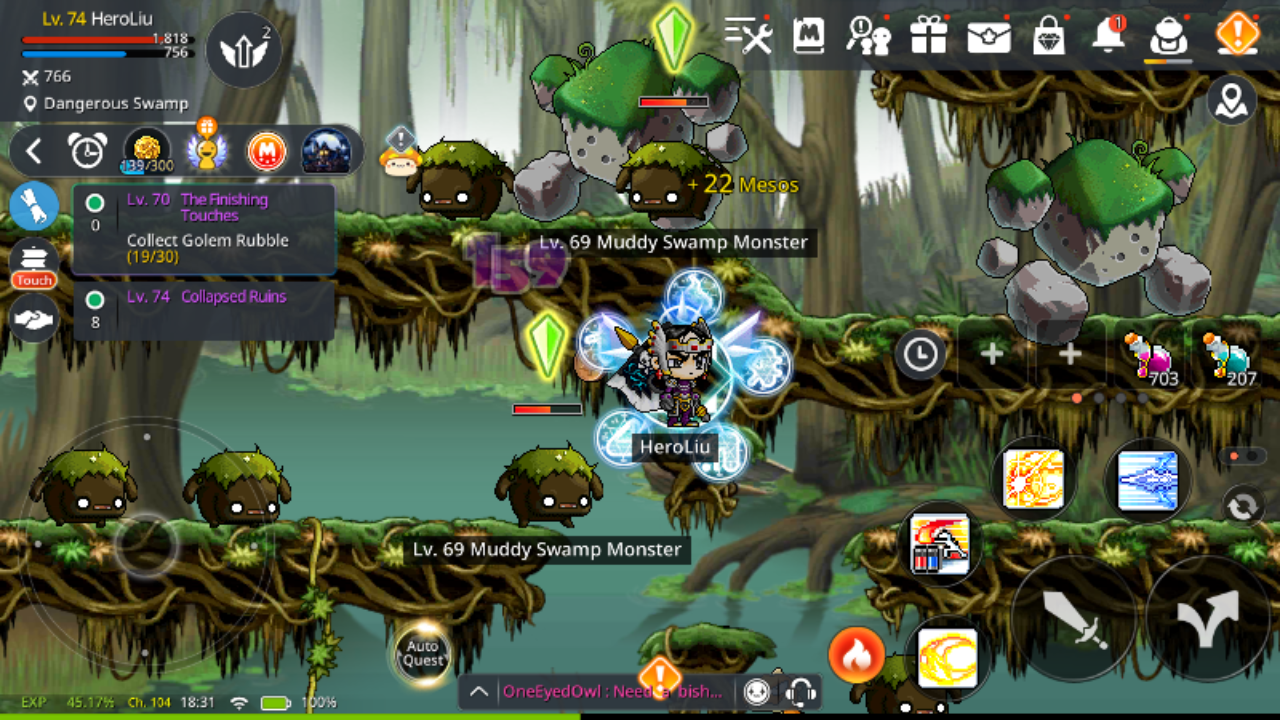 Lv. 74 HeroLiu
2
1,818
756
766
Dangerous Swamp
1
139/300
M
+ 22 Mesos
0
Lv. 70 The Finishing
Touches
Collect Golem Rubble
(19/30)
Touch
Lv. 74 Collapsed Ruins
8
159
Lv. 69 Muddy Swamp Monster
703
207
HeroLiu
Lv. 69 Muddy Swamp Monster
Auto
Quest
OneEyedOwl : Need a bish...
EXP 45.17% Ch. 104 18:31 100%